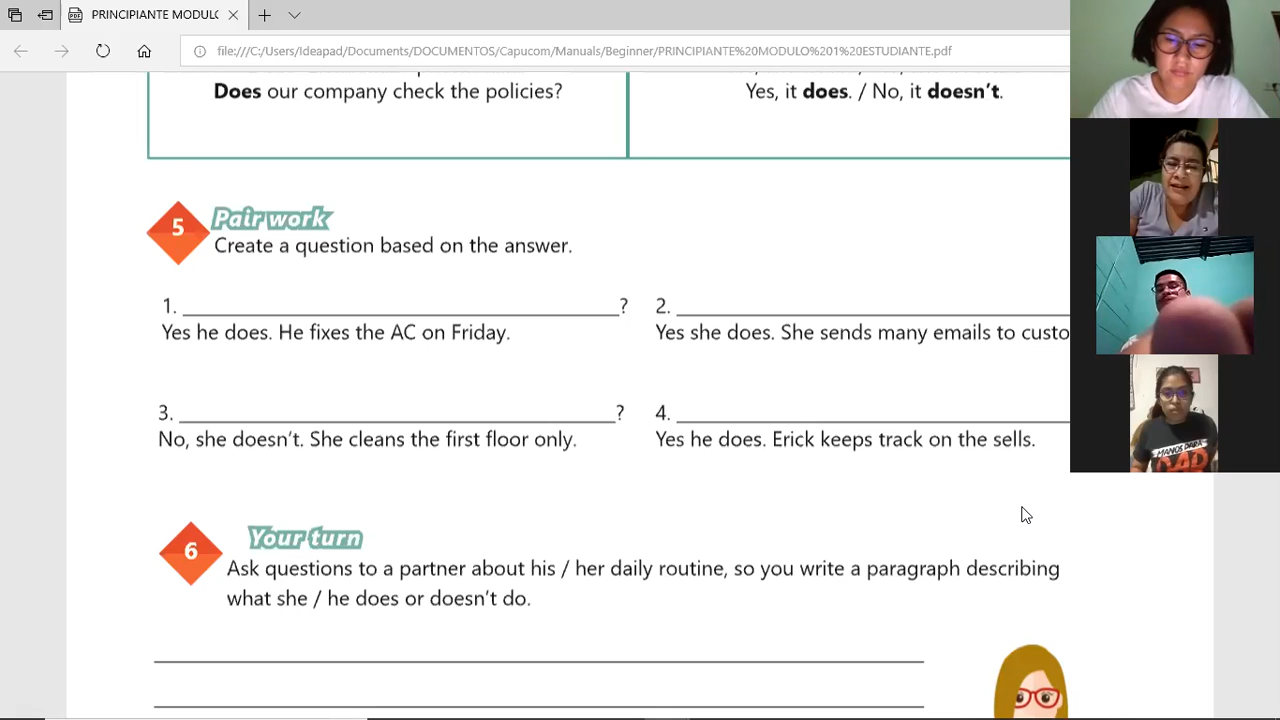 PRINCIPIANTE MODULO
file:///C:/Users/Ideapad/Documents/DOCUMENTOS/Capucom/Manuals/Beginner/PRINCIPIANTE%20MODULO%201%20ESTUDIANTE.pdf
Does our company check the policies?
Yes, it does. / No, it doesn't.
5
Pair work
Create a question based on the answer.
1. ?
Yes he does. He fixes the AC on Friday.
2.
Yes she does. She sends many emails to custo
3. ?
No, she doesn't. She cleans the first floor only.
4.
Yes he does. Erick keeps track on the sells.
6
Your turn
Ask questions to a partner about his / her daily routine, so you write a paragraph describing
what she / he does or doesn't do.
MANOS PARA